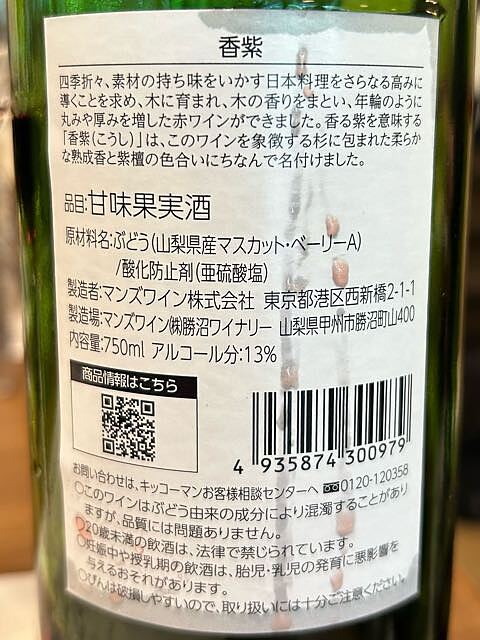 香紫
四季折々、素材の持ち味をいかす日本料理をさらなる高みに
導くことを求め、木に育まれ、木の香りをまとい、年輪のように
丸みや厚みを増した赤ワインができました。香る紫を意味する
「香紫(こうし)」は、このワインを象徴する杉に包まれた柔らか
な熟成香と紫檀の色合いにちなんで名付けました。
品目:甘味果実酒
原材料名:ぶどう(山梨県産マスカット・ベーリーA)
/酸化防止剤(亜硫酸塩)
製造者:マンズワイン株式会社 東京都港区西新橋2-1-1
製造場:マンズワイン㈱勝沼ワイナリー 山梨県甲州市勝沼町山400
内容量:750ml アルコール分:13%
商品情報はこちら
4 935874 300979
お問い合わせは、キッコーマンお客様相談センターへ 0120-120358
○このワインはぶどう由来の成分により混濁することがあり
ますが、品質には問題ありません。
○20歳未満の飲酒は、法律で禁じられています。
○妊娠中や授乳期の飲酒は、胎児・乳児の発育に悪影響を
与えるおそれがあります。
○びんは破損しやすいので、取り扱いには十分ご注意ください。